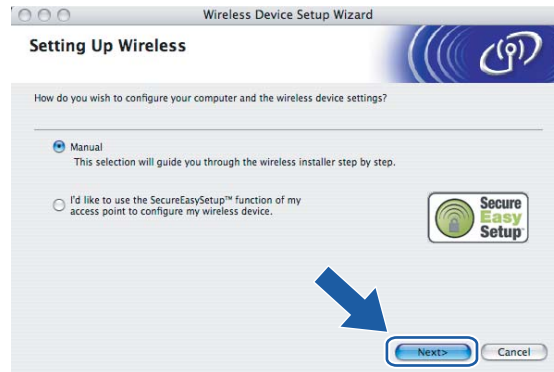 Wireless Device Setup Wizard
Setting Up Wireless
How do you wish to configure your computer and the wireless device settings?
Manual
This selection will guide you through the wireless installer step by step.
I'd like to use the SecureEasySetup™ function of my
access point to configure my wireless device.
Secure
Easy
Setup
Next>
Cancel